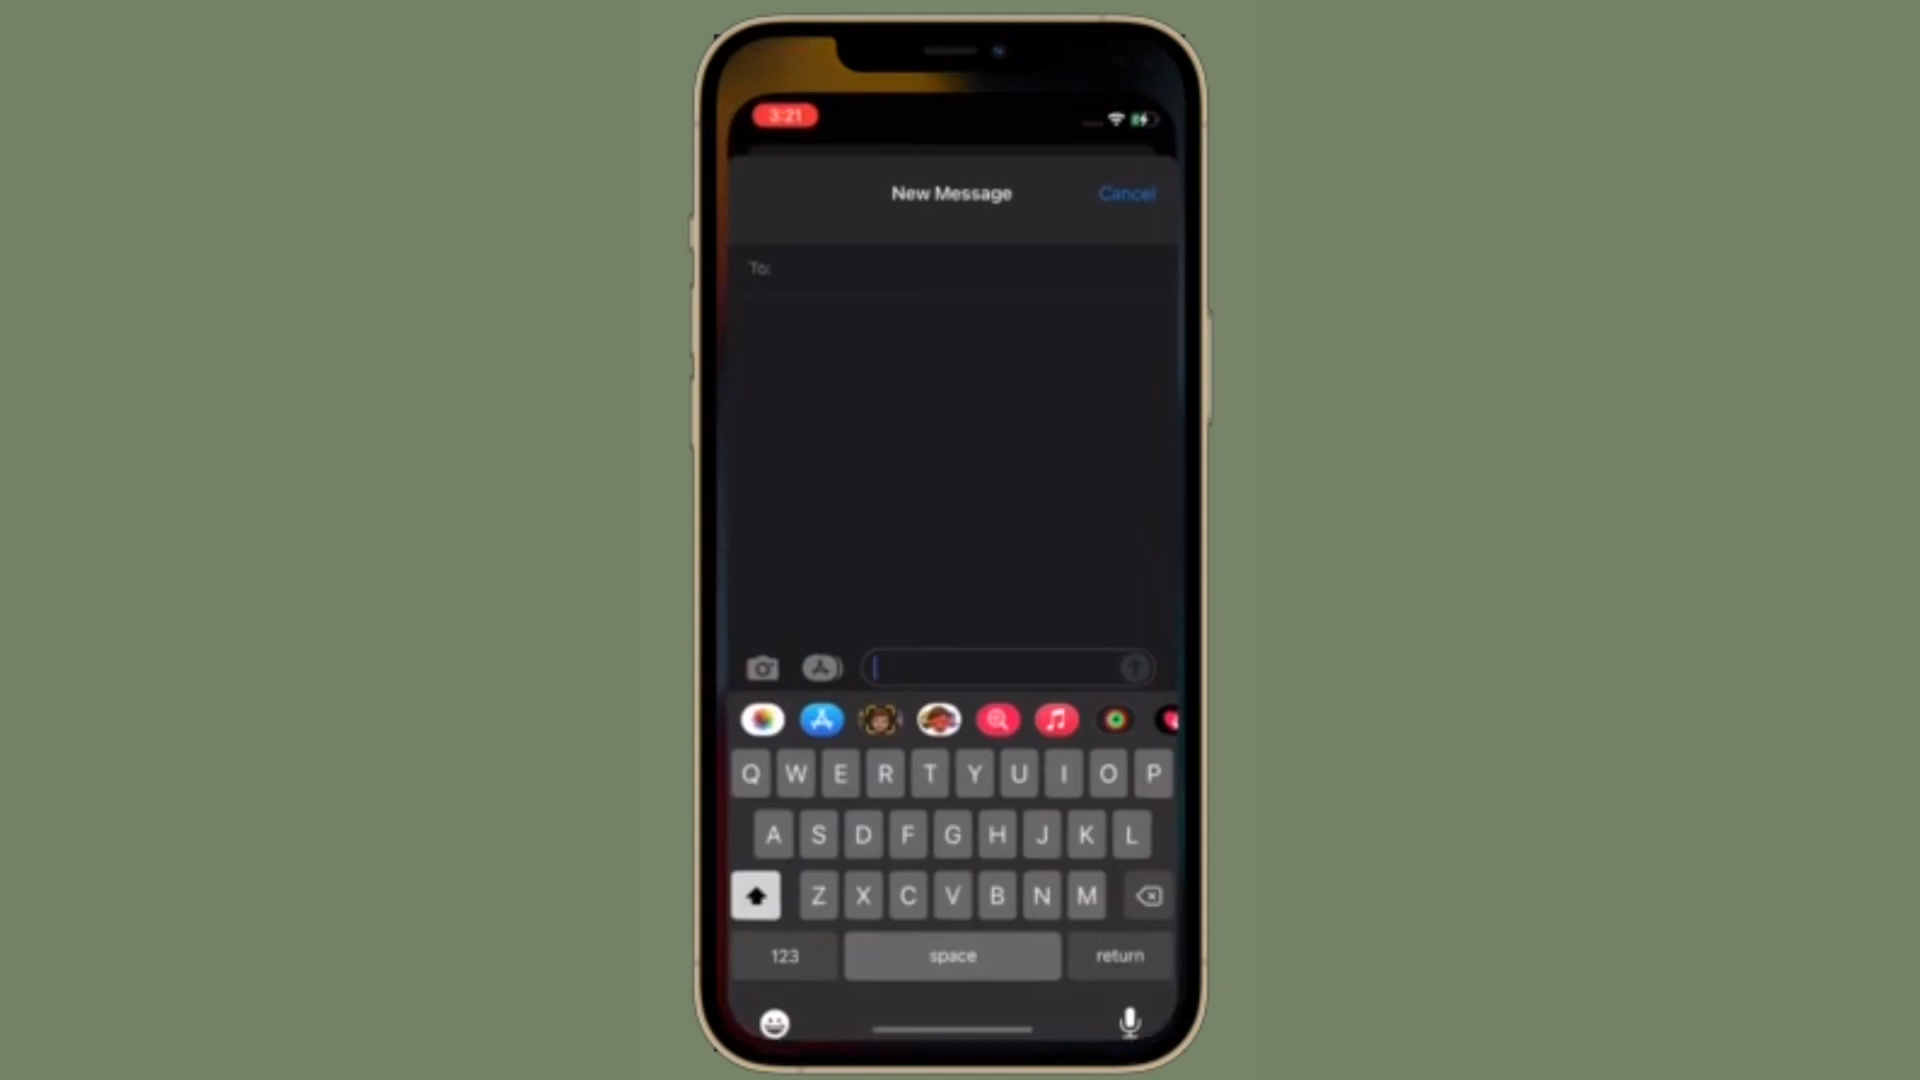 3:21
New Message Cancel
To:
Q W E R T Y U I O P
A S D F G H J K L
Z X C V B N M
123 space return